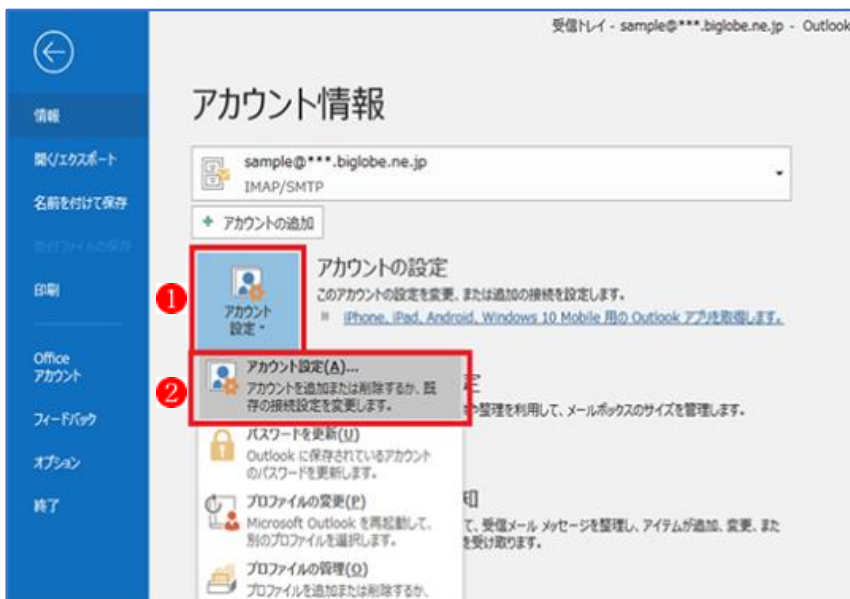 受信トレイ - sample@***.biglobe.ne.jp - Outlook
アカウント情報
情報
開く/エクスポート
名前を付けて保存
添付ファイルの保存
印刷
Office
アカウント
フィードバック
オプション
終了
sample@***.biglobe.ne.jp
IMAP/SMTP
アカウントの追加
❶
アカウント
設定
アカウントの設定
このアカウントの設定を変更、または追加の接続を設定します。
iPhone, iPad, Android, Windows 10 Mobile 用の Outlook アプリを取得します。
❷
アカウント設定(A)...
アカウントを追加または削除するか、既
存の接続設定を変更します。
定
や整理を利用して、メールボックスのサイズを管理します。
パスワードを更新(U)
Outlook に保存されているアカウント
のパスワードを更新します。
プロファイルの変更(P)
Microsoft Outlook を再起動して、
別のプロファイルを選択します。
知
て、受信メール メッセージを整理し、アイテムが追加、変更、また
を受け取ります。
プロファイルの管理(O)
プロファイルを追加または削除するか、